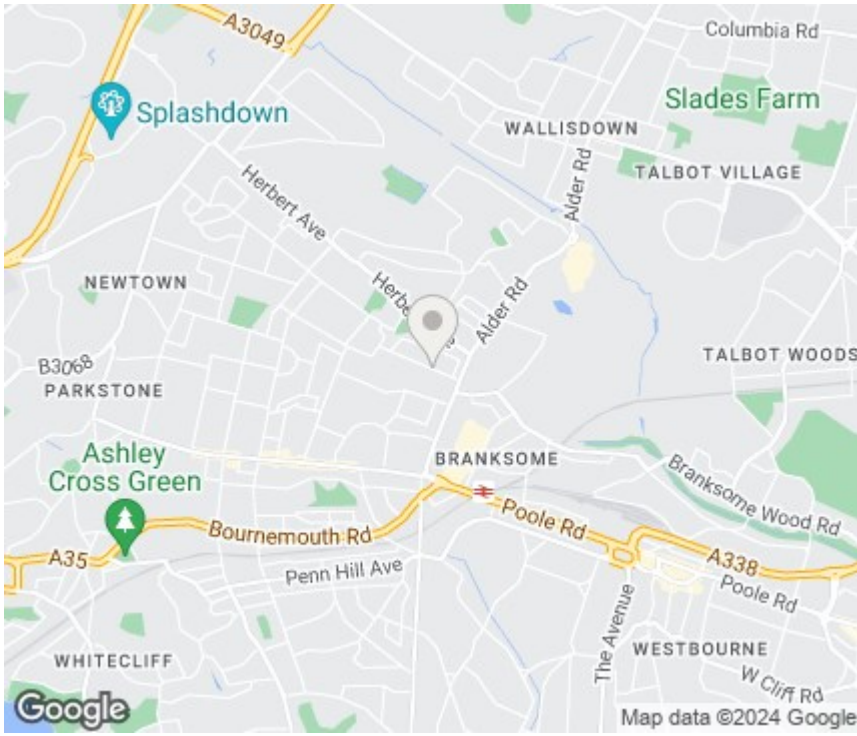 A3049
Columbia Rd
Splashdown
Slades Farm
WALLISDOWN
Alder Rd
TALBOT VILLAGE
Herbert Ave
NEWTOWN
Alder Rd
B3068
TALBOT WOODS
PARKSTONE
Ashley
Cross Green
BRANKSOME
Branksome Wood Rd
Bournemouth Rd
Poole Rd
A35
A338
Penn Hill Ave
Poole Rd
The Avenue
WESTBOURNE
WHITECLIFF
W Cliff Rd
Google
Map data ©2024 Google